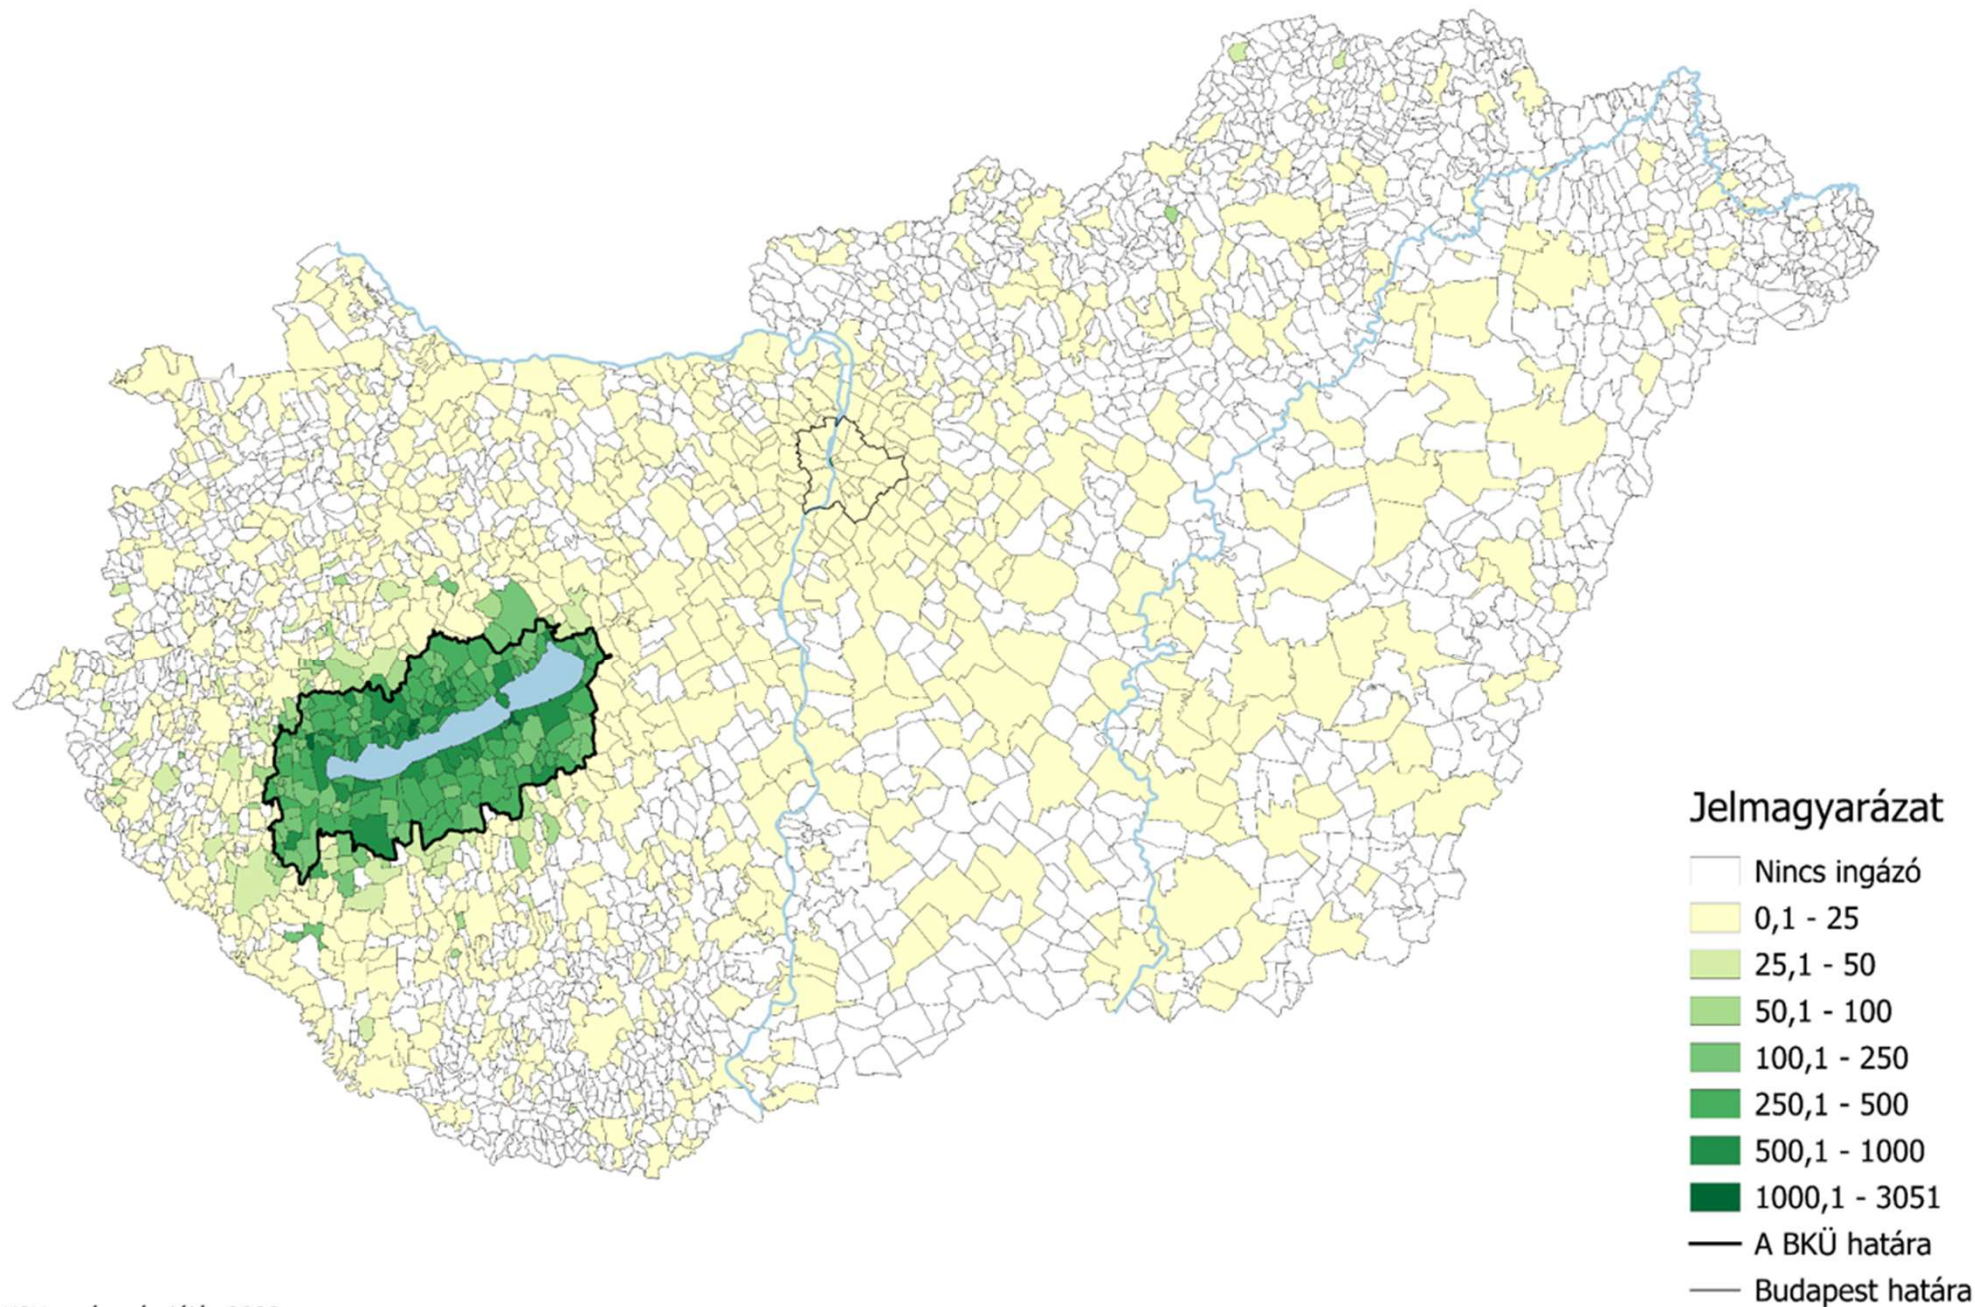 Jelmagyarázat
Nincs ingázó
0,1 - 25
25,1 - 50
50,1 - 100
100,1 - 250
250,1 - 500
500,1 - 1000
1000,1 - 3051
A BKÜ határa
Budapest határa